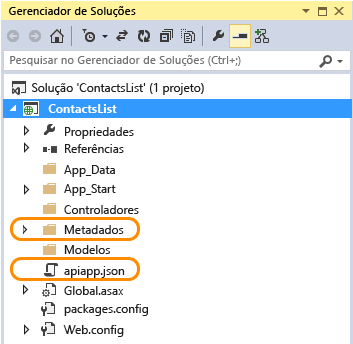 Gerenciador de Soluções
Pesquisar no Gerenciador de Soluções (Ctrl+;)
Solução 'ContactsList' (1 projeto)
ContactsList
Propriedades
Referências
App_Data
App_Start
Controladores
Metadados
Modelos
apiapp.json
Global.asax
packages.config
Web.config